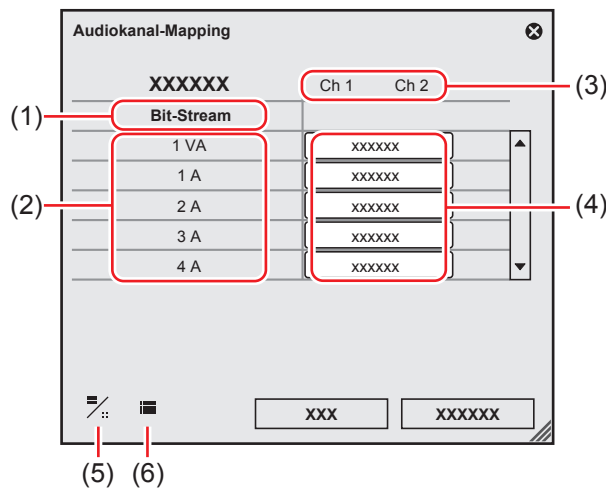 Audiokanal-Mapping
XXXXXX Ch 1 Ch 2 (3)
(1) Bit-Stream
1 VA xxxxxx
1 A xxxxxx
(2) 2 A xxxxxx (4)
3 A xxxxxx
4 A xxxxxx
XXX XXXXXX
(5) (6)